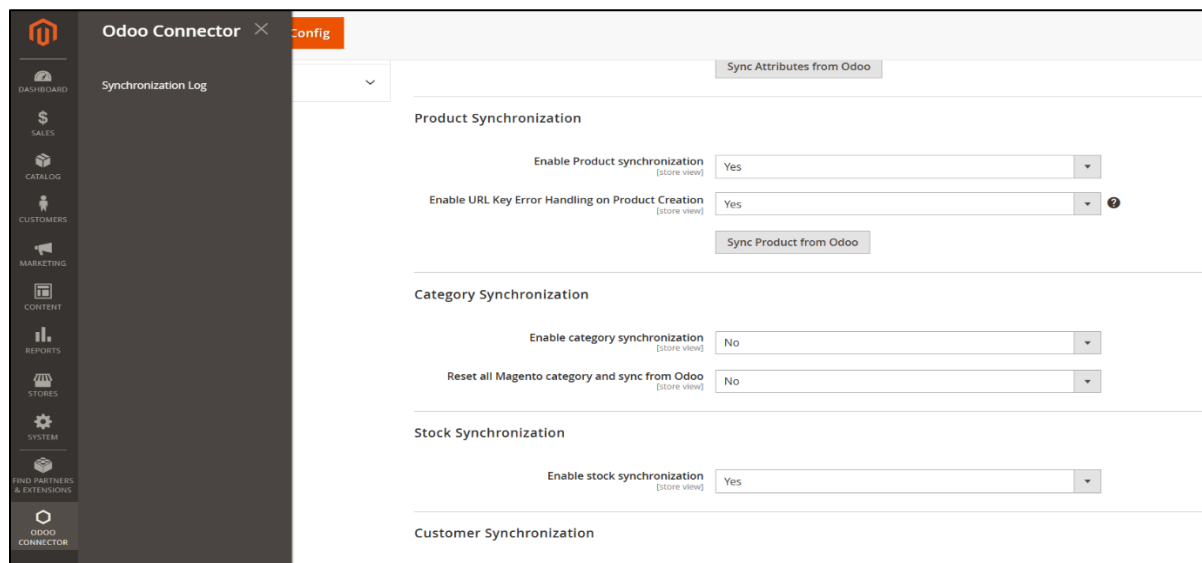 Odoo Connector
Synchronization Log
DASHBOARD
SALES
CATALOG
CUSTOMERS
MARKETING
CONTENT
REPORTS
STORES
SYSTEM
FIND PARTNERS
& EXTENSIONS
ODOO
CONNECTOR
Config
Sync Attributes from Odoo
Product Synchronization
Enable Product synchronization
[store view]
Yes
Enable URL Key Error Handling on Product Creation
[store view]
Yes
?
Sync Product from Odoo
Category Synchronization
Enable category synchronization
[store view]
No
Reset all Magento category and sync from Odoo
[store view]
No
Stock Synchronization
Enable stock synchronization
[store view]
Yes
Customer Synchronization